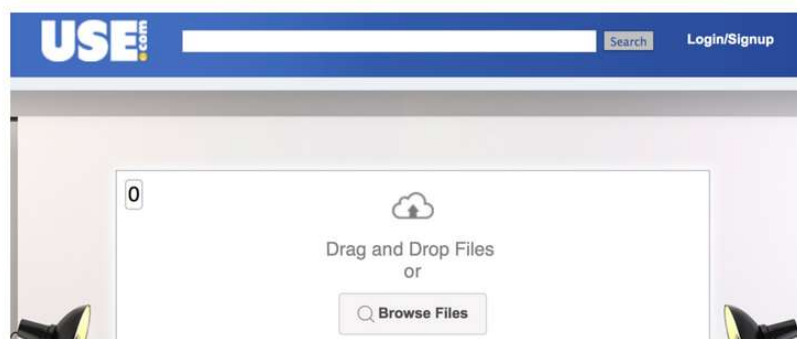 USE.com
Search
Login/Signup
0
Drag and Drop Files
or
Browse Files